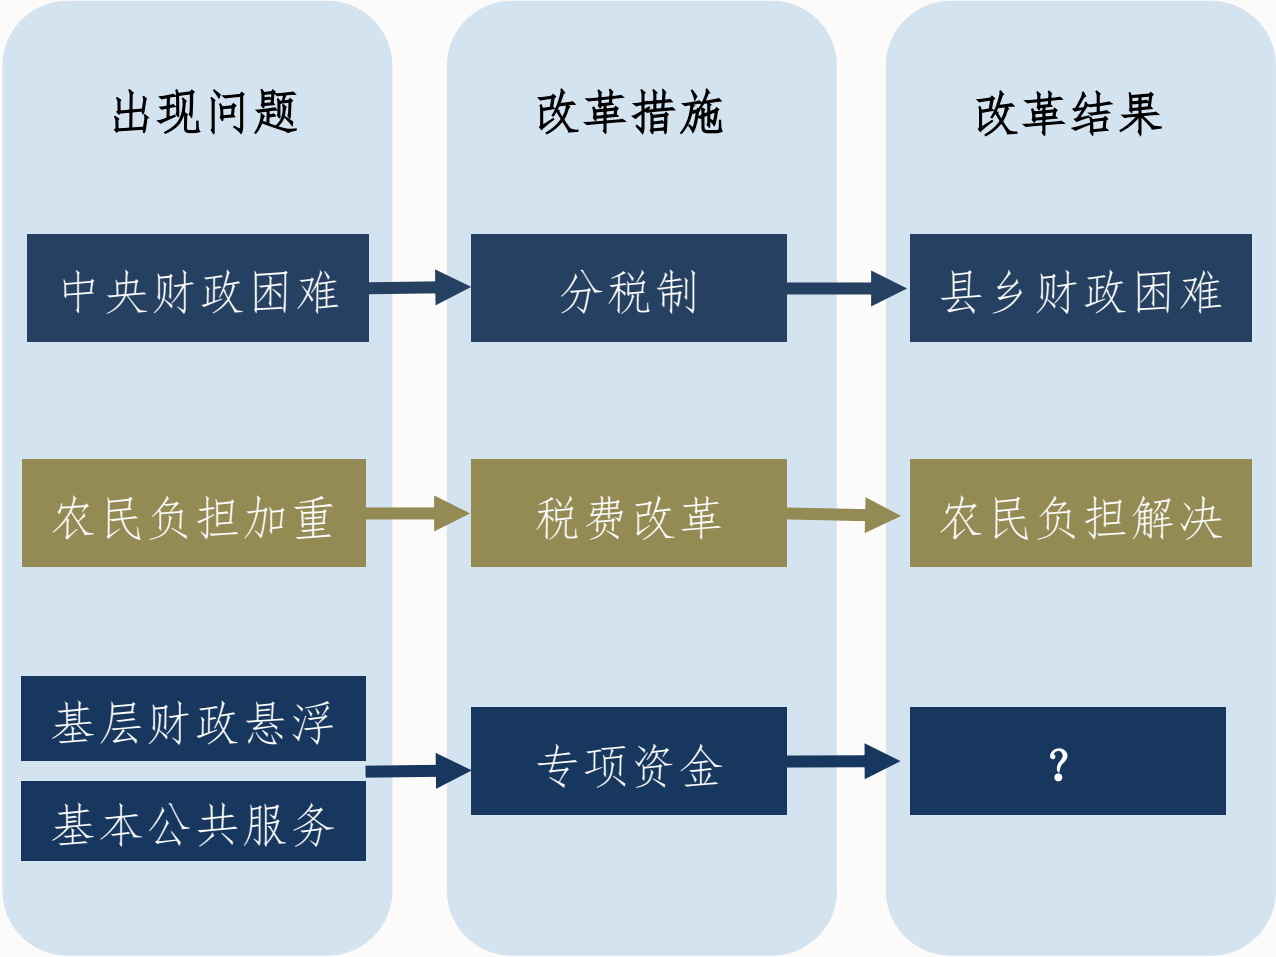 出现问题
改革措施
改革结果
中央财政困难
分税制
县乡财政困难
农民负担加重
税费改革
农民负担解决
基层财政悬浮
基本公共服务
专项资金
？